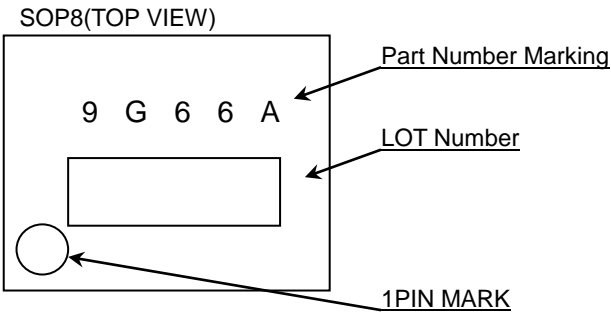 SOP8(TOP VIEW)
Part Number Marking
9 G 6 6 A
LOT Number
1PIN MARK